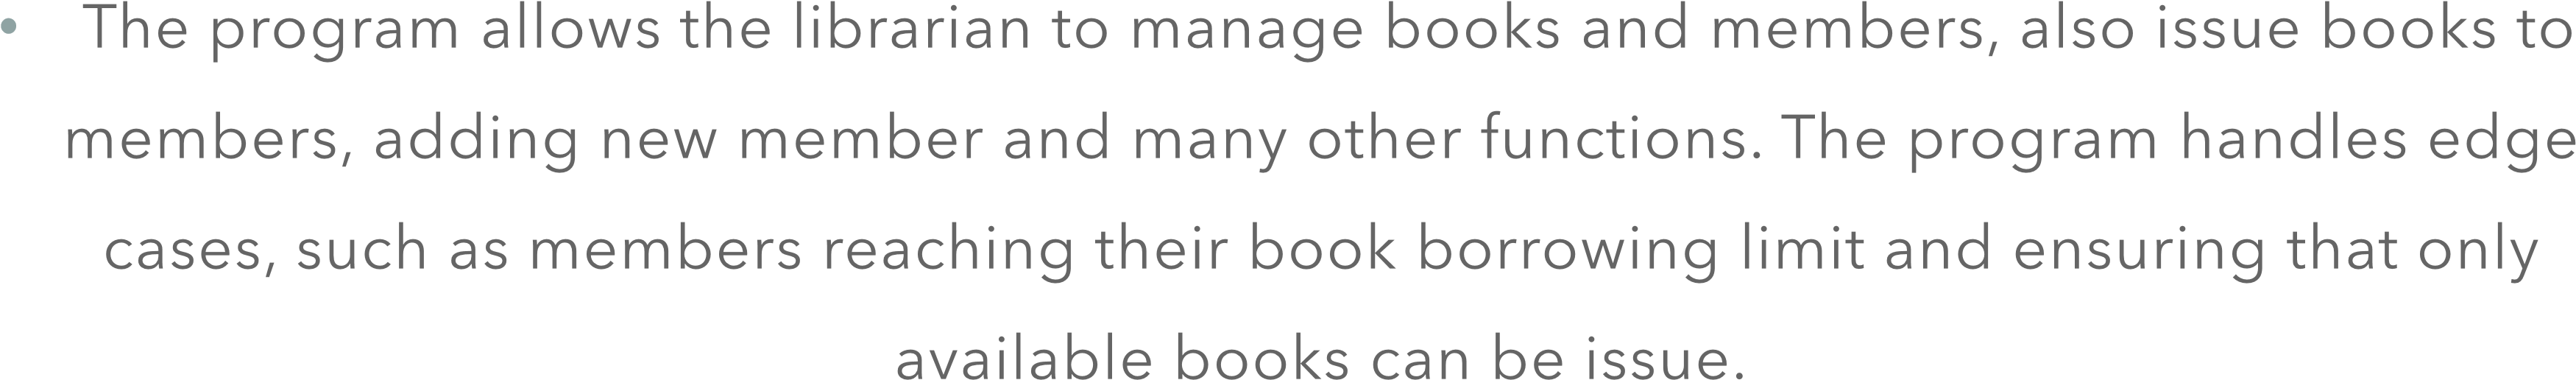 • The program allows the librarian to manage books and members, also issue books to
members, adding new member and many other functions. The program handles edge
cases, such as members reaching their book borrowing limit and ensuring that only
available books can be issue.